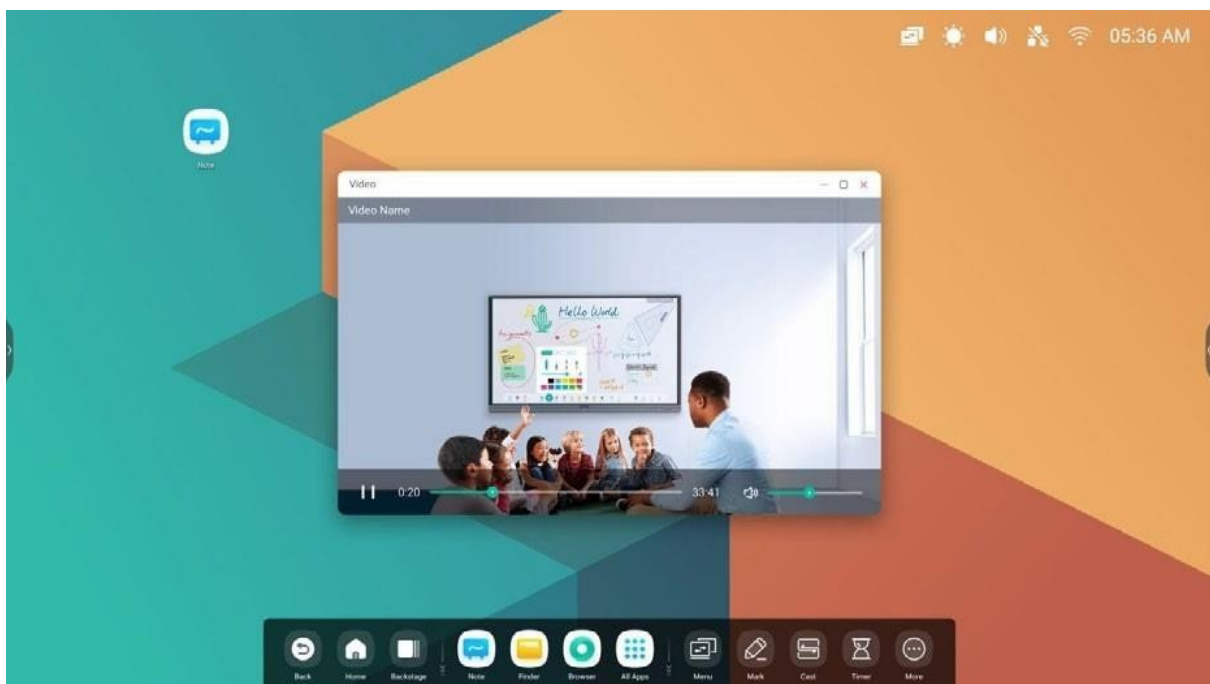 05:36 AM
Note
Video
Video Name
Hello World
0:20
33:41
Back
Home
Backstage
Note
Finder
Browser
All Apps
Menu
Mark
Cast
Timer
More